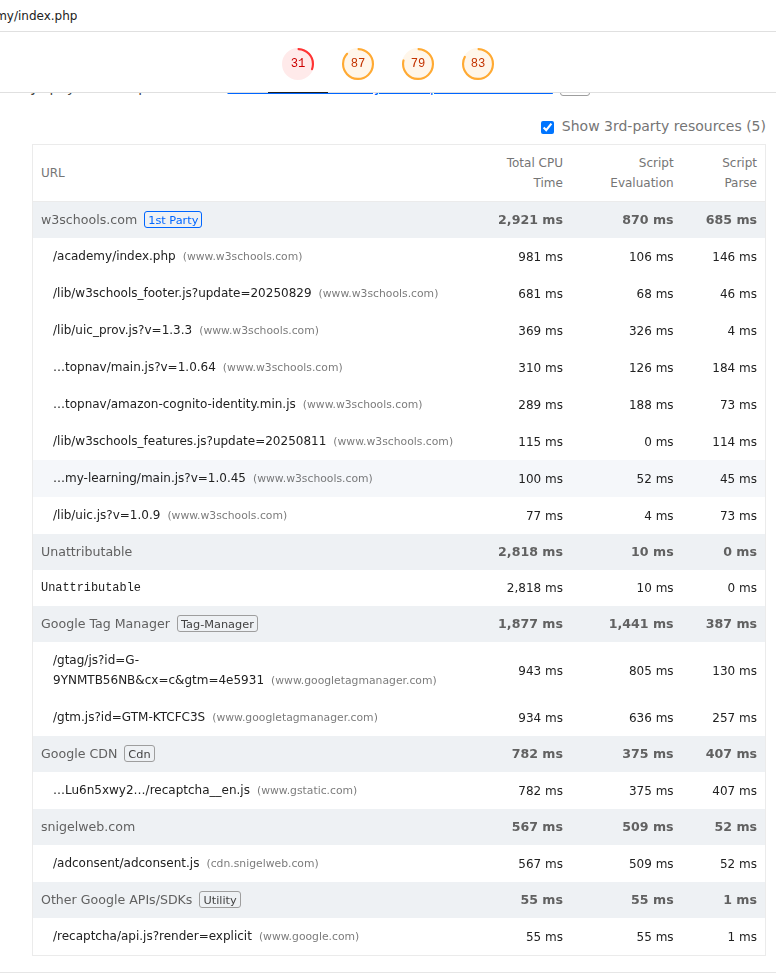 my/index.php
31 87 79 83
Show 3rd-party resources (5)
URL Total CPU Time Script Evaluation Script Parse
w3schools.com 1st Party 2,921 ms 870 ms 685 ms
/academy/index.php (www.w3schools.com) 981 ms 106 ms 146 ms
/lib/w3schools_footer.js?update=20250829 (www.w3schools.com) 681 ms 68 ms 46 ms
/lib/uic_prov.js?v=1.3.3 (www.w3schools.com) 369 ms 326 ms 4 ms
…topnav/main.js?v=1.0.64 (www.w3schools.com) 310 ms 126 ms 184 ms
…topnav/amazon-cognito-identity.min.js (www.w3schools.com) 289 ms 188 ms 73 ms
/lib/w3schools_features.js?update=20250811 (www.w3schools.com) 115 ms 0 ms 114 ms
…my-learning/main.js?v=1.0.45 (www.w3schools.com) 100 ms 52 ms 45 ms
/lib/uic.js?v=1.0.9 (www.w3schools.com) 77 ms 4 ms 73 ms
Unattributable 2,818 ms 10 ms 0 ms
Unattributable 2,818 ms 10 ms 0 ms
Google Tag Manager Tag-Manager 1,877 ms 1,441 ms 387 ms
/gtag/js?id=G-
9YNMTB56NB&cx=c&gtm=4e5931 (www.googletagmanager.com) 943 ms 805 ms 130 ms
/gtm.js?id=GTM-KTCFC3S (www.googletagmanager.com) 934 ms 636 ms 257 ms
Google CDN Cdn 782 ms 375 ms 407 ms
…Lu6n5xwy2…/recaptcha__en.js (www.gstatic.com) 782 ms 375 ms 407 ms
snigelweb.com 567 ms 509 ms 52 ms
/adconsent/adconsent.js (cdn.snigelweb.com) 567 ms 509 ms 52 ms
Other Google APIs/SDKs Utility 55 ms 55 ms 1 ms
/recaptcha/api.js?render=explicit (www.google.com) 55 ms 55 ms 1 ms